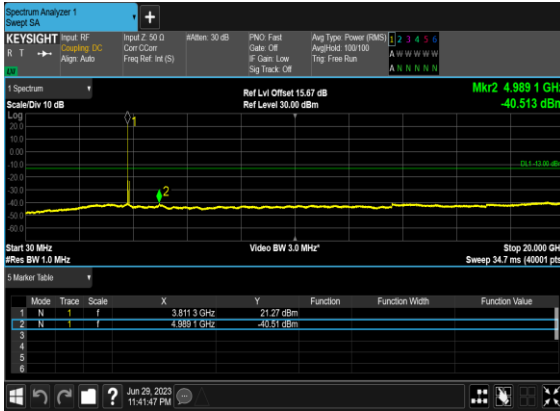 Spectrum Analyzer 1
Swept SA
+
KEYSIGHT Input: RF Input Z: 50 Ω #Atten: 30 dB PNO: Fast Avg Type: Power (RMS) 1 2 3 4 5 6
R T Coupling: DC Corr CCorr Gate: Off Avg|Hold: 100/100 A W W W W W
Align: Auto Freq Ref: Int (S) IF Gain: Low Trig: Free Run
Sig Track: Off A N N N N N
1 Spectrum Ref Lvl Offset 15.67 dB Mkr2 4.989 1 GHz
Scale/Div 10 dB Ref Level 30.00 dBm -40.513 dBm
Log
20.0
10.0
0.00
-10.0
-20.0
-30.0
-40.0
-50.0
-60.0
1
DL1 -13.00 dBm
2
Start 30 MHz Video BW 3.0 MHz* Stop 20.000 GHz
#Res BW 1.0 MHz Sweep 34.7 ms (40001 pts)
5 Marker Table
Mode Trace Scale X Y Function Function Width Function Value
1 N 1 f 3.811 3 GHz 21.27 dBm
2 N 1 f 4.989 1 GHz -40.51 dBm
3
4
5
6
? Jun 29, 2023
11:41:47 PM